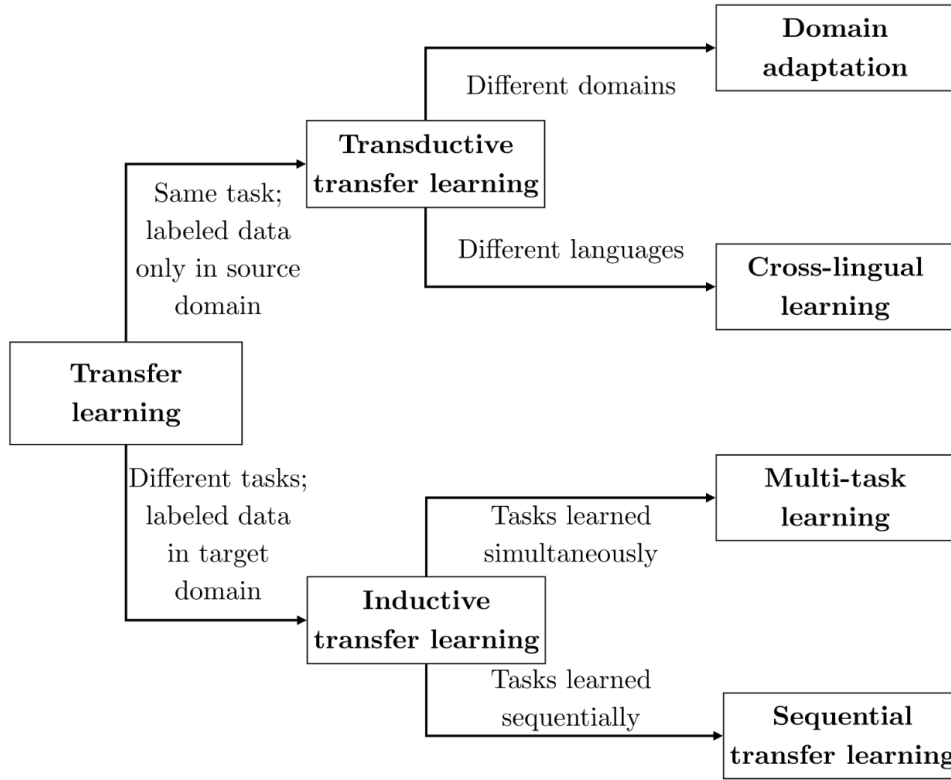 Domain
adaptation
Different domains
Transductive
transfer learning
Same task;
labeled data
only in source
domain
Different languages
Cross-lingual
learning
Transfer
learning
Different tasks;
labeled data
in target
domain
Multi-task
learning
Tasks learned
simultaneously
Inductive
transfer learning
Tasks learned
sequentially
Sequential
transfer learning